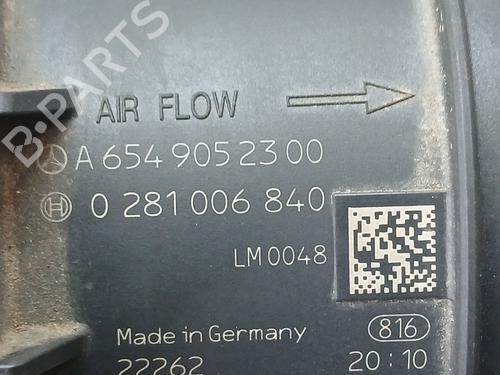 B-PARTS
AIR FLOW
A 654 905 23 00
0 281 006 840
LM0048
Made in Germany
816
22262
20:10